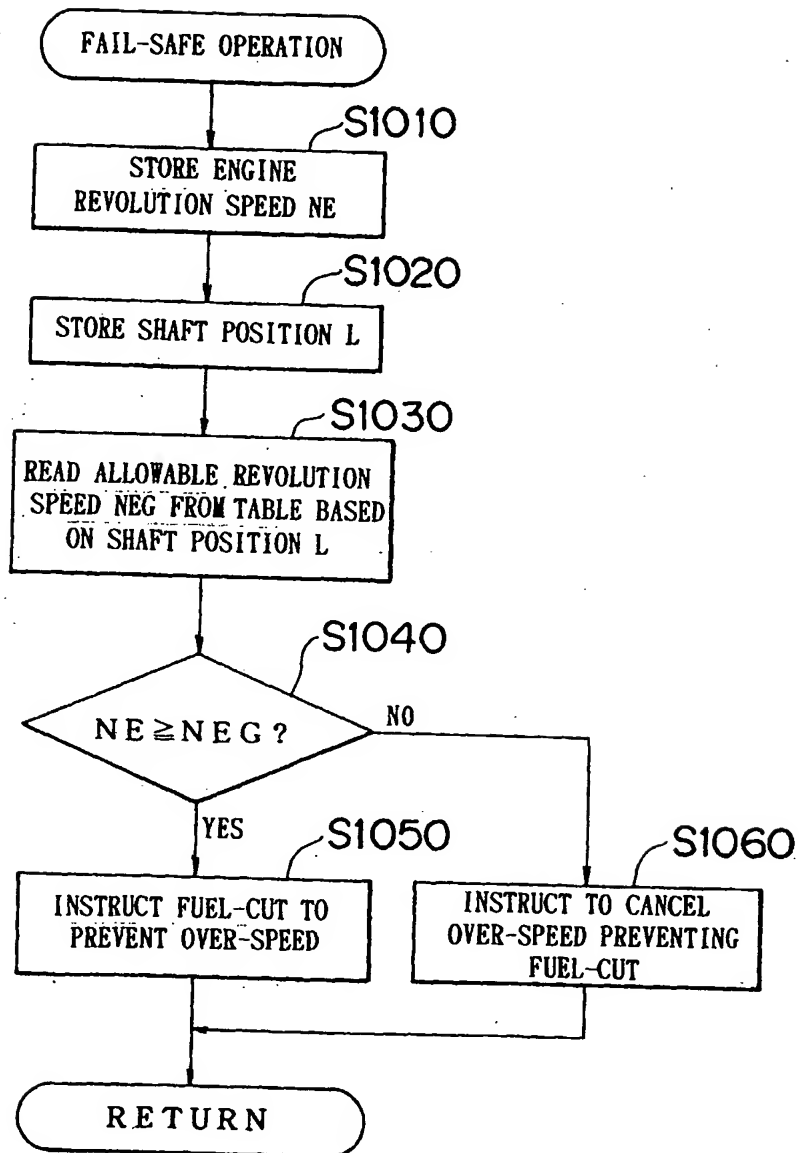 FAIL-SAFE OPERATION
S1010
STORE ENGINE
REVOLUTION SPEED NE
S1020
STORE SHAFT POSITION L
S1030
READ ALLOWABLE REVOLUTION
SPEED NEG FROM TABLE BASED
ON SHAFT POSITION L
S1040
NE≧NEG?
NO
YES
S1050
INSTRUCT FUEL-CUT TO
PREVENT OVER-SPEED
S1060
INSTRUCT TO CANCEL
OVER-SPEED PREVENTING
FUEL-CUT
RETURN